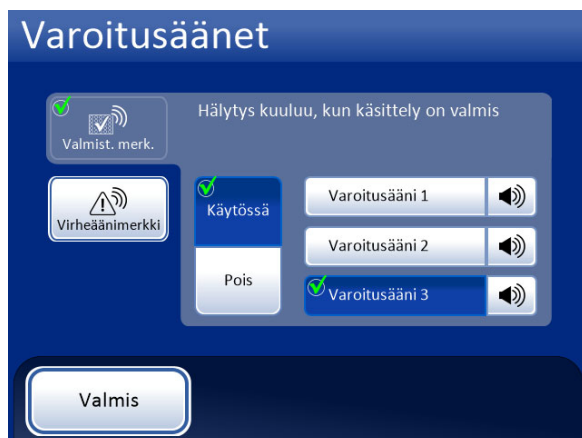 Varoitusäänet
Valmist. merk.
Hälytys kuuluu, kun käsittely on valmis
Virheäänimerkki
Käytössä
Pois
Varoitusääni 1
Varoitusääni 2
Varoitusääni 3
Valmis